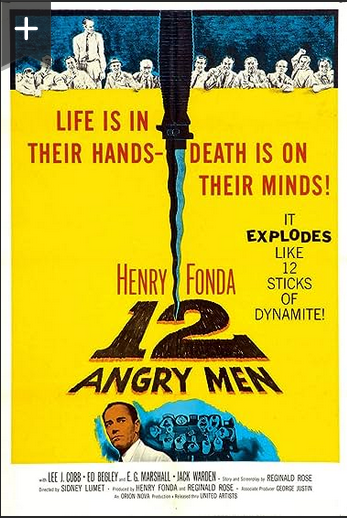 LIFE IS IN
THEIR HANDS- DEATH IS ON
THEIR MINDS!
IT
EXPLODES
LIKE
12
STICKS
OF
DYNAMITE!
HENRY FONDA
12
ANGRY MEN
with LEE J. COBB · ED BEGLEY and E. G. MARSHALL · JACK WARDEN · Story and Screenplay by REGINALD ROSE
Directed by SIDNEY LUMET · Produced by HENRY FONDA and REGINALD ROSE · Associate Producer GEORGE JUSTIN
An ORION NOVA Production · Released thru UNITED ARTISTS